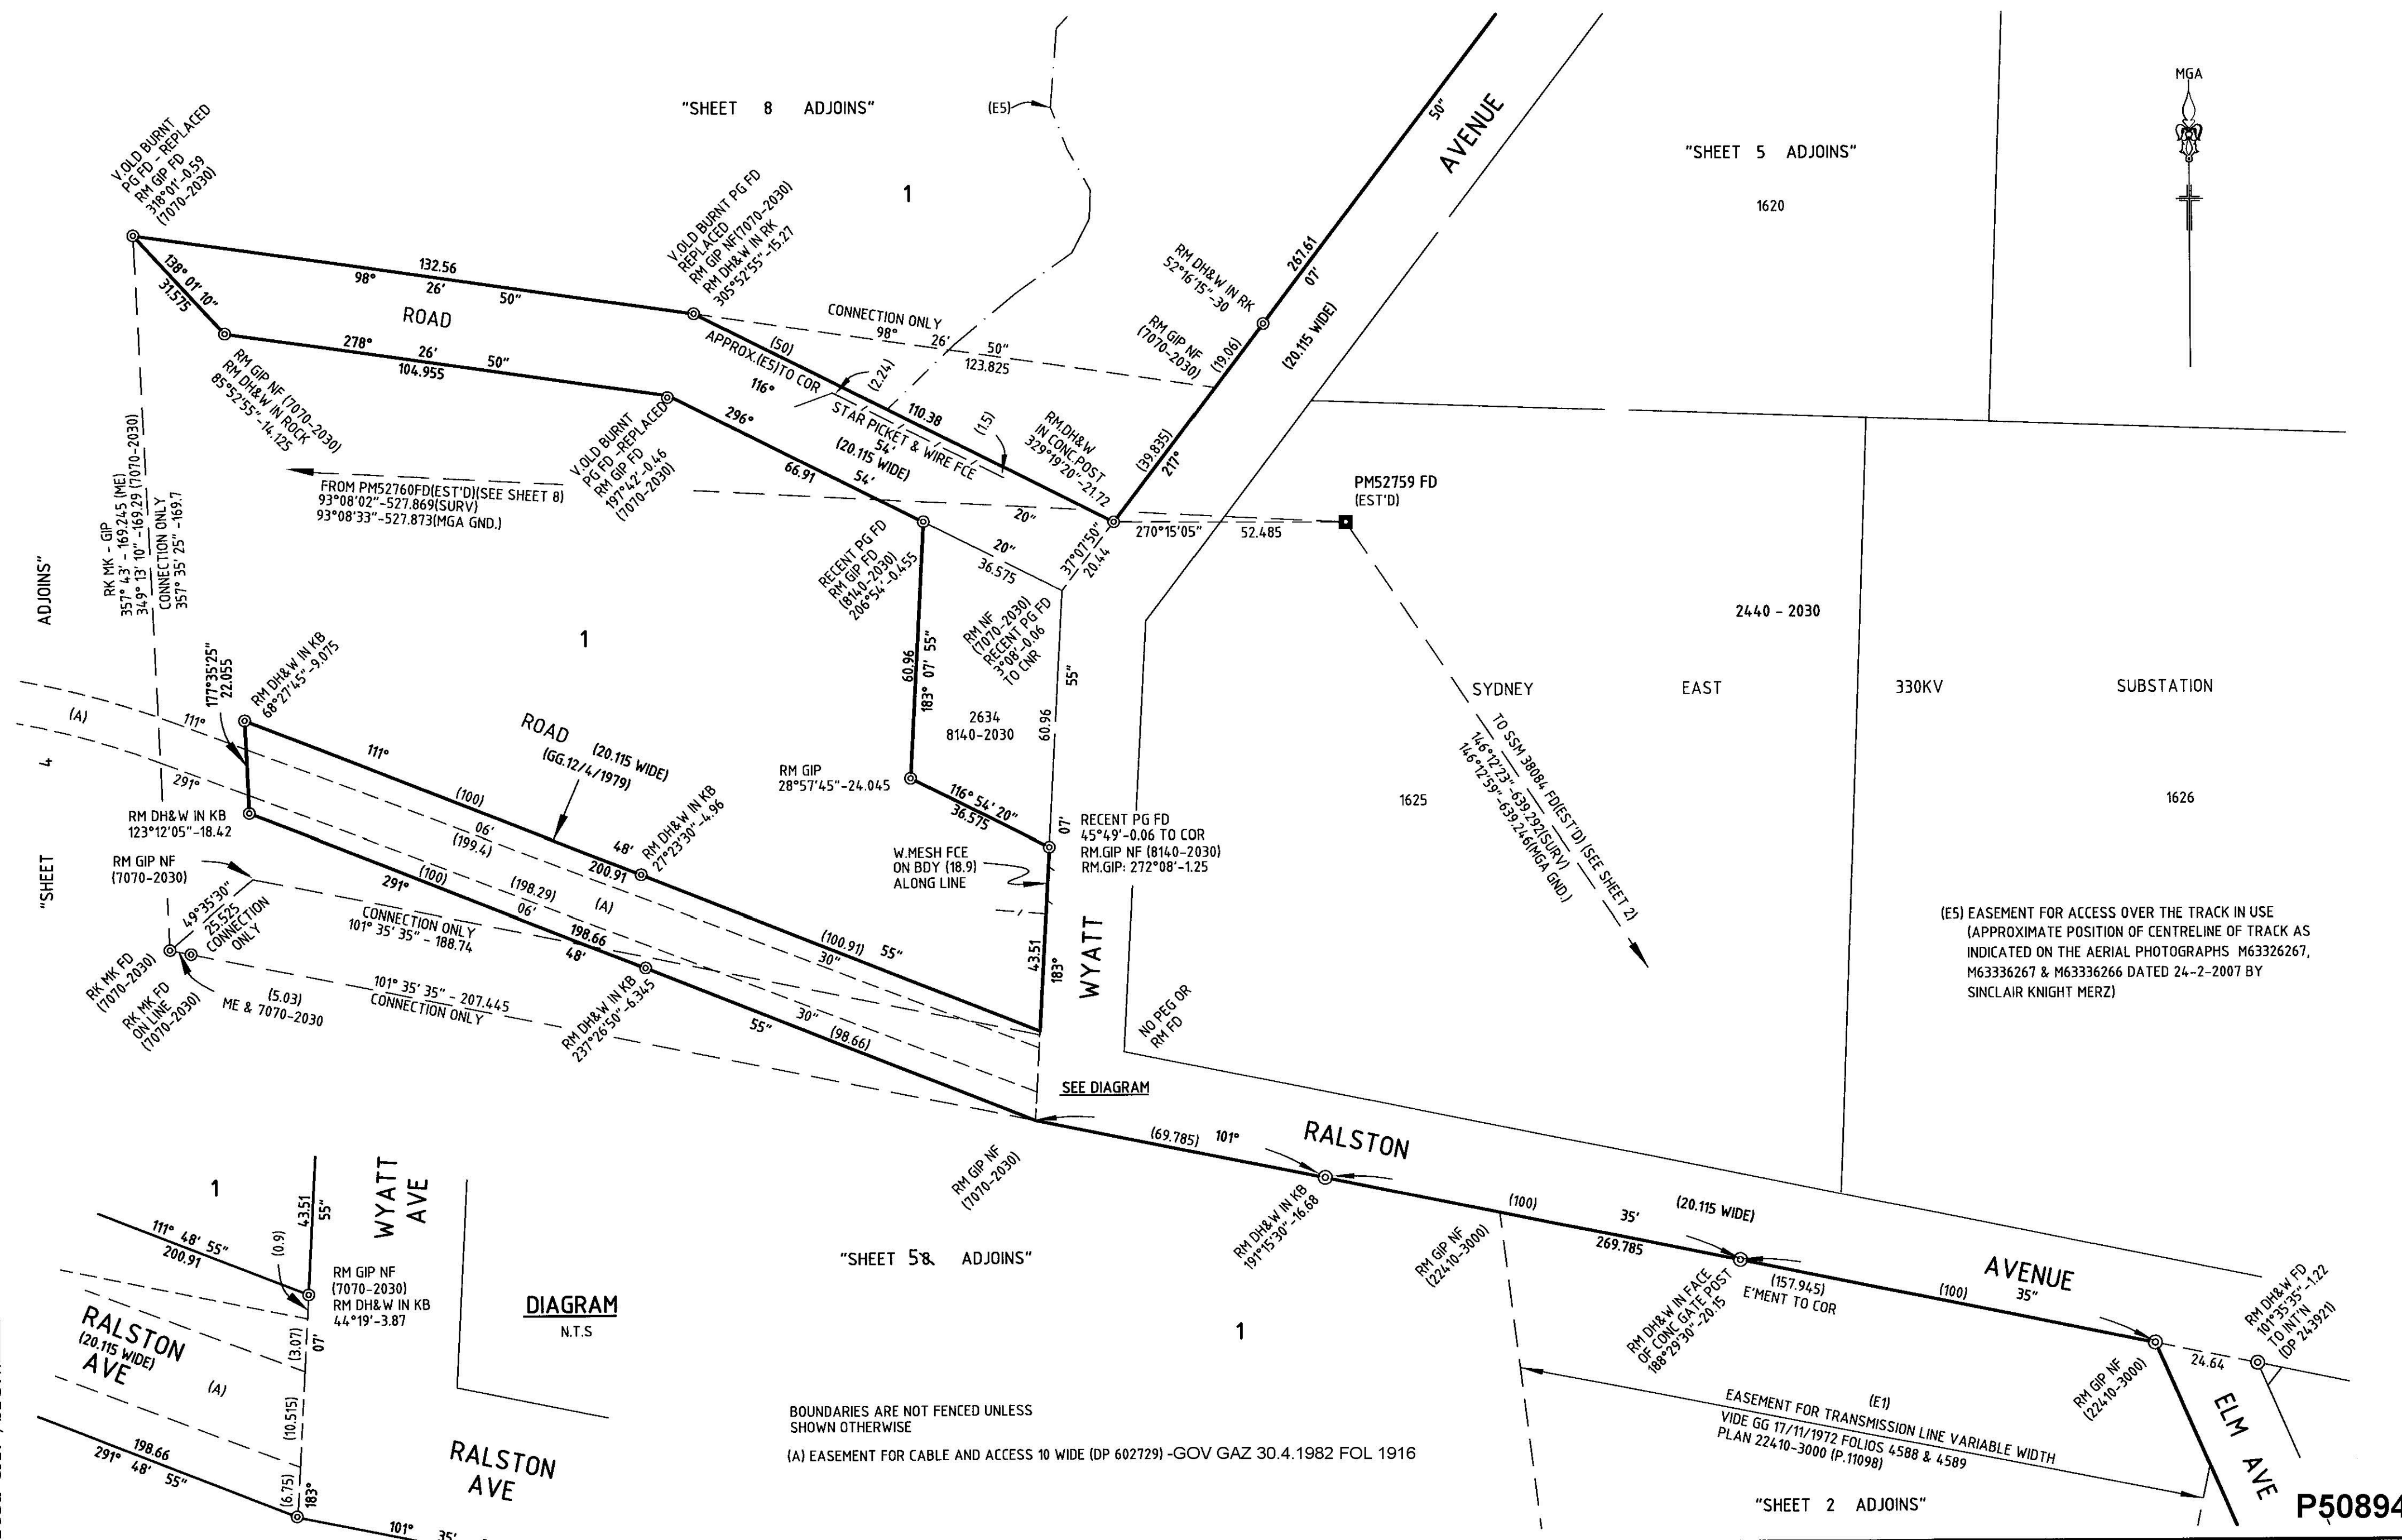 "SHEET 8 ADJOINS"
(E5)
1
50"
AVENUE
"SHEET 5 ADJOINS"
1620
MGA
V.OLD BURNT
PG FD - REPLACED
RM GIP FD
318°01'-0.59
(7070-2030)
138° 01' 10"
31.575
132.56
98° 26' 50"
ROAD
278° 26' 50"
104.955
RM GIP NF (7070-2030)
RM DH&W IN ROCK
85°52'55"-14.125
V.OLD BURNT PG FD
REPLACED
RM GIP NF(7070-2030)
RM DH&W IN RK
305°52'55"-15.27
CONNECTION ONLY
98° 26' 50"
123.825
(50)
APPROX.(E5)TO COR
116°
(2.24)
110.38
(1.5)
STAR PICKET & WIRE FCE
54'
(20.115 WIDE)
20"
296°
66.91
54'
20"
36.575
V.OLD BURNT
PG FD -REPLACED
RM GIP FD
197°42'-0.46
(7070-2030)
RM DH&W IN RK
52°16'15"-30
RM GIP NF
(7070-2030)
267.61
07'
(20.115 WIDE)
(19.06)
(39.835)
217°
RM.DH&W
IN CONC.POST
329°19'20"-21.72
37°07'50"
20.44
270°15'05" 52.485
PM52759 FD
(EST'D)
FROM PM52760FD(EST'D)(SEE SHEET 8)
93°08'02"-527.869(SURV)
93°08'33"-527.873(MGA GND.)
RK MK - GIP
357° 43' - 169.245 (ME)
349° 13' 10" -169.29 (7070-2030)
CONNECTION ONLY
357° 35' 25" -169.7
"SHEET 4 ADJOINS"
RECENT PG FD
RM GIP FD
(8140-2030)
206°54'-0.455
RM NF
(7070-2030)
RECENT PG FD
3°08'-0.06
TO CNR
60.96
183° 07' 55"
2634
8140-2030
55"
60.96
1
2440 - 2030
SYDNEY EAST 330KV SUBSTATION
1625
1626
TO SSM 38084 FD(EST'D) (SEE SHEET 2)
146°12'23"-639.292(SURV)
146°12'59"-639.246(MGA GND.)
177°35'25"
22.055
RM DH&W IN KB
68°27'45"-9.075
(A)
111°
291°
111°
ROAD
(20.115 WIDE)
(GG.12/4/1979)
(100)
06'
(199.4)
48'
200.91
RM DH&W IN KB
27°23'30"-4.96
RM GIP
28°57'45"-24.045
116° 54' 20"
36.575
07'
RECENT PG FD
45°49'-0.06 TO COR
RM.GIP NF (8140-2030)
RM.GIP: 272°08'-1.25
W.MESH FCE
ON BDY (18.9)
ALONG LINE
RM DH&W IN KB
123°12'05"-18.42
RM GIP NF
(7070-2030)
49°35'30"
25.525
CONNECTION
ONLY
291°
(100)
(198.29)
06'
(A)
CONNECTION ONLY
101° 35' 35" - 188.74
198.66
48'
(100.91) 55"
30"
43.51
183°
WYATT
RK MK FD
(7070-2030)
RK MK FD
ON LINE
(7070-2030)
(5.03)
ME & 7070-2030
101° 35' 35" - 207.445
CONNECTION ONLY
RM DH&W IN KB
237°26'50"-6.345
55"
30"
(98.66)
NO PEG OR
RM FD
SEE DIAGRAM
(E5) EASEMENT FOR ACCESS OVER THE TRACK IN USE
(APPROXIMATE POSITION OF CENTRELINE OF TRACK AS
INDICATED ON THE AERIAL PHOTOGRAPHS M63326267,
M63336267 & M63336266 DATED 24-2-2007 BY
SINCLAIR KNIGHT MERZ)
RM GIP NF
(7070-2030)
(69.785) 101°
RALSTON
RM DH&W IN KB
191°15'30"-16.68
(100)
35'
(20.115 WIDE)
269.785
RM GIP NF
(22410-3000)
RM DH&W IN FACE
OF CONC GATE POST
188°29'30"-20.15
(157.945)
E'MENT TO COR
(100)
AVENUE
35"
RM DH&W FD
101°35'35"-1.22
TO INT'N
(DP 243921)
24.64
RM GIP NF
(22410-3000)
ELM AVE
(E1)
EASEMENT FOR TRANSMISSION LINE VARIABLE WIDTH
VIDE GG 17/11/1972 FOLIOS 4588 & 4589
PLAN 22410-3000 (P.11098)
"SHEET 2 ADJOINS"
P50894
1
"SHEET 5 ADJOINS"
1
WYATT
AVE
43.51
55"
111° 48' 55"
200.91
(0.9)
RM GIP NF
(7070-2030)
RM DH&W IN KB
44°19'-3.87
RALSTON
(20.115 WIDE)
AVE
(3.07)
07'
(A)
(10.515)
198.66
291° 48' 55"
(6.75)
183°
101° 35'
RALSTON
AVE
DIAGRAM
N.T.S
BOUNDARIES ARE NOT FENCED UNLESS
SHOWN OTHERWISE
(A) EASEMENT FOR CABLE AND ACCESS 10 WIDE (DP 602729) -GOV GAZ 30.4.1982 FOL 1916